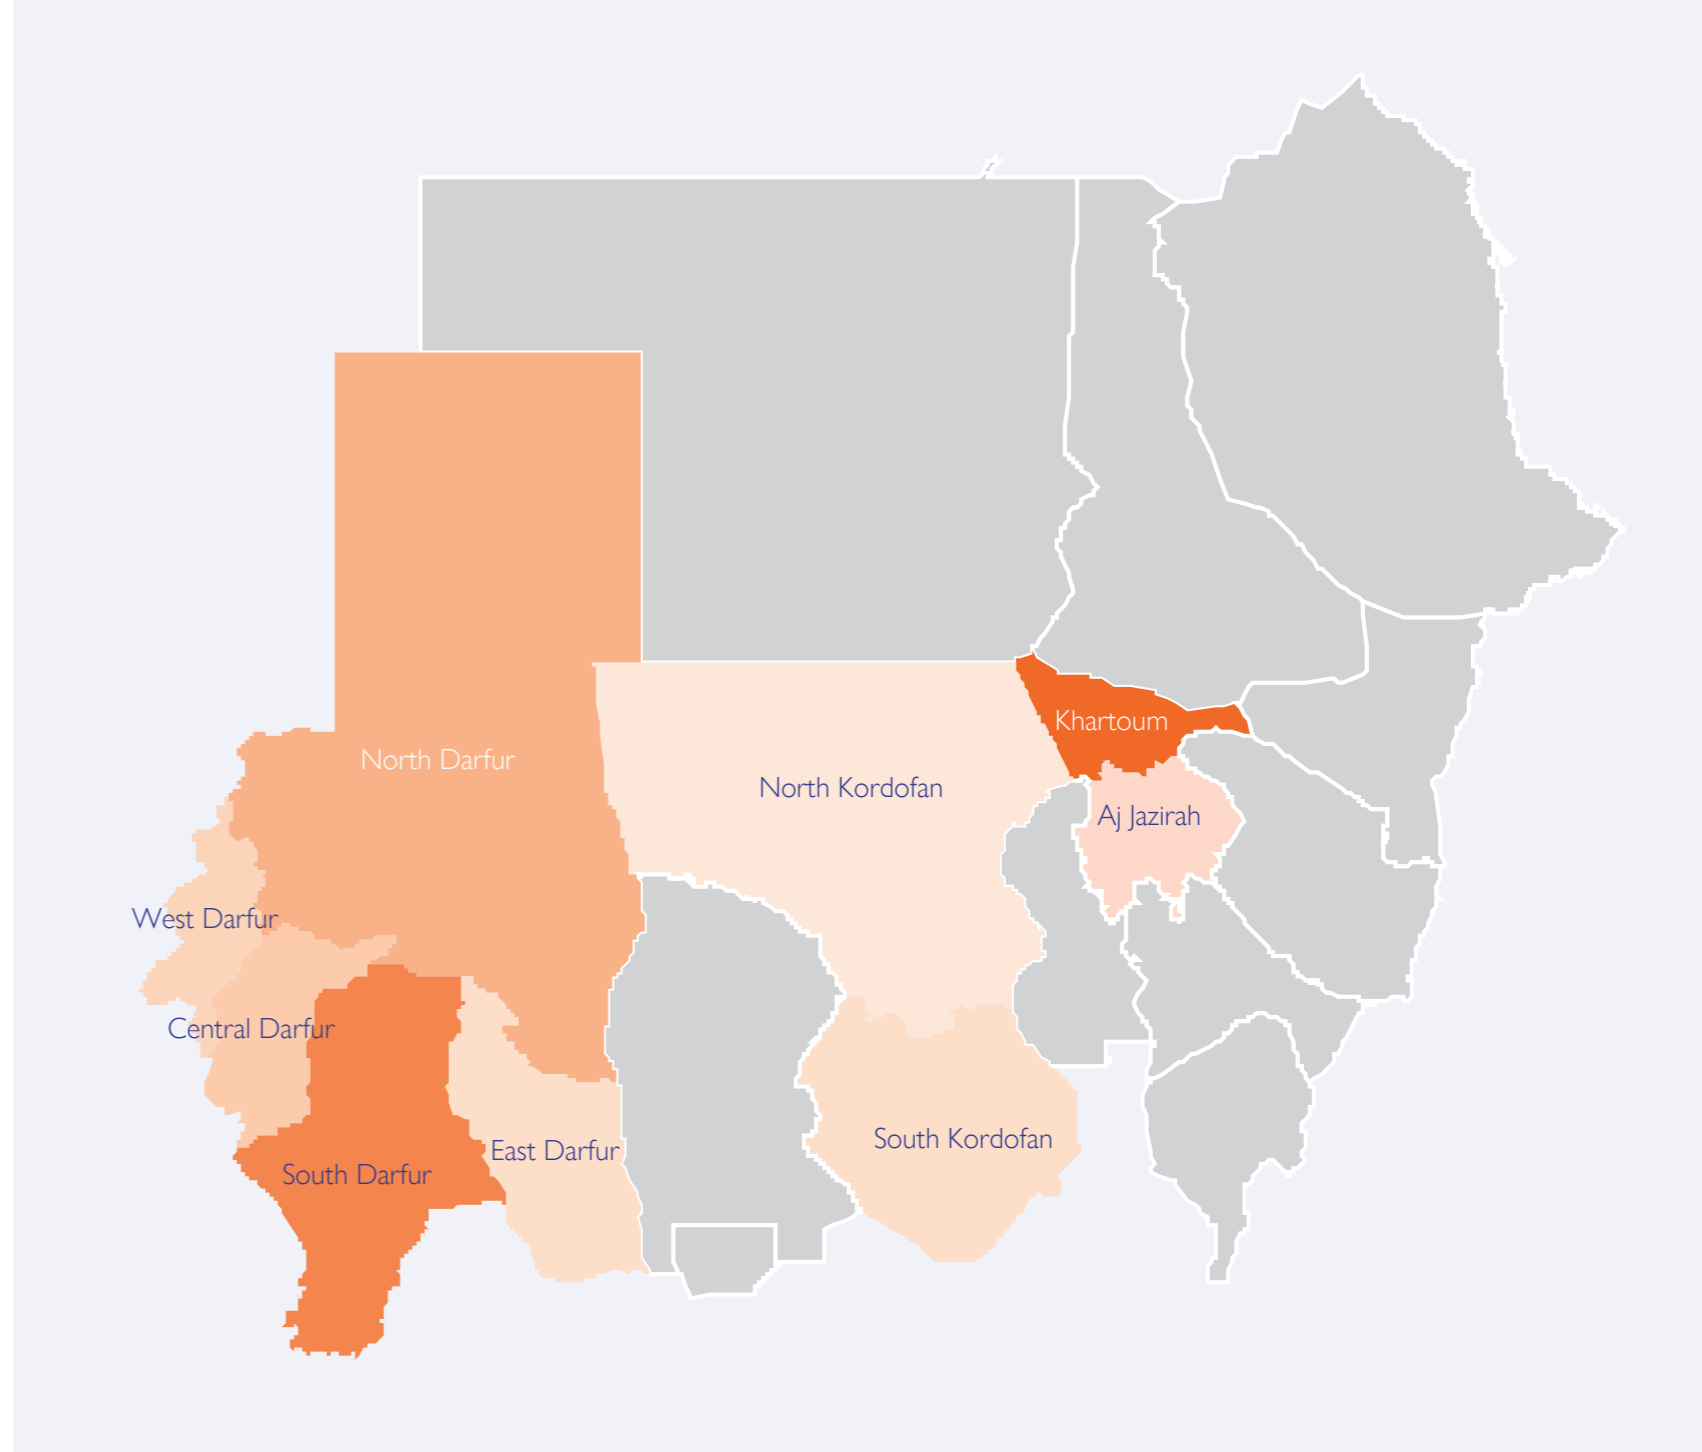 Khartoum
North Darfur
North Kordofan
Aj Jazirah
West Darfur
Central Darfur
South Kordofan
East Darfur
South Darfur